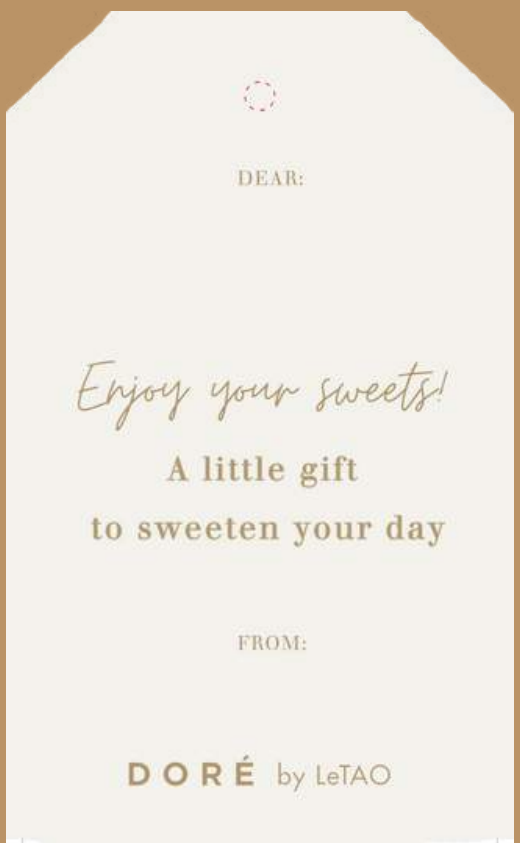 DEAR:
Enjoy your sweets!
A little gift
to sweeten your day
FROM:
DORÉ by LeTAO